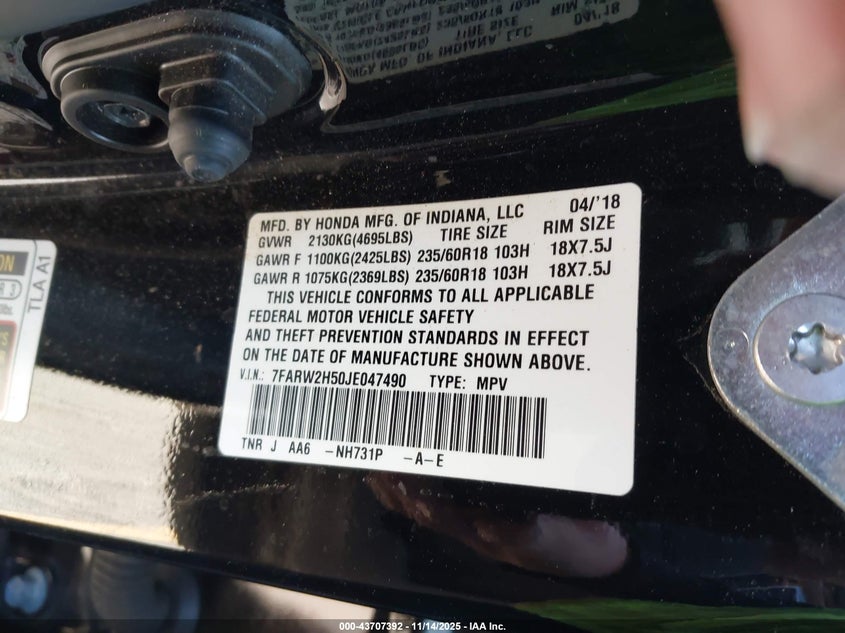 MFD. BY HONDA MFG. OF INDIANA, LLC 04/'18
GVWR 2130KG(4695LBS) TIRE SIZE RIM SIZE
GAWR F 1100KG(2425LBS) 235/60R18 103H 18X7.5J
GAWR R 1075KG(2369LBS) 235/60R18 103H 18X7.5J
THIS VEHICLE CONFORMS TO ALL APPLICABLE
FEDERAL MOTOR VEHICLE SAFETY
AND THEFT PREVENTION STANDARDS IN EFFECT
ON THE DATE OF MANUFACTURE SHOWN ABOVE.
V.I.N.: 7FARW2H50JE047490 TYPE: MPV
TNR J AA6 -NH731P -A-E
TLA A1
000-43707392 - 11/14/2025 - IAA Inc.